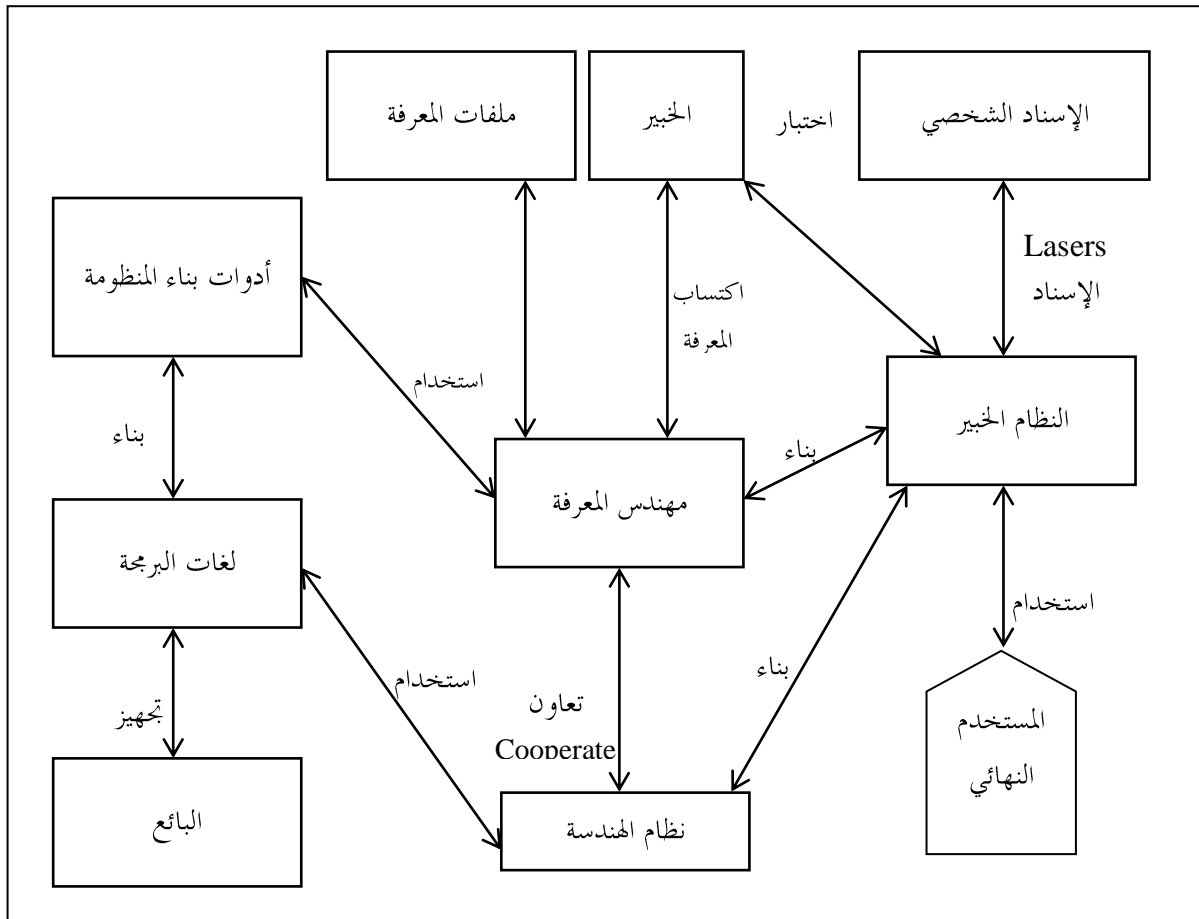 الإسناد الشخصي
اختبار
الخبير
ملفات المعرفة
Lasers
الإسناد
أدوات بناء المنظومة
اكتساب
المعرفة
استخدام
النظام الخبير
بناء
بناء
مهندس المعرفة
لغات البرمجة
استخدام
بناء
استخدام
تعاون
Cooperate
تجهيز
المستخدم
النهائي
نظام الهندسة
البائع